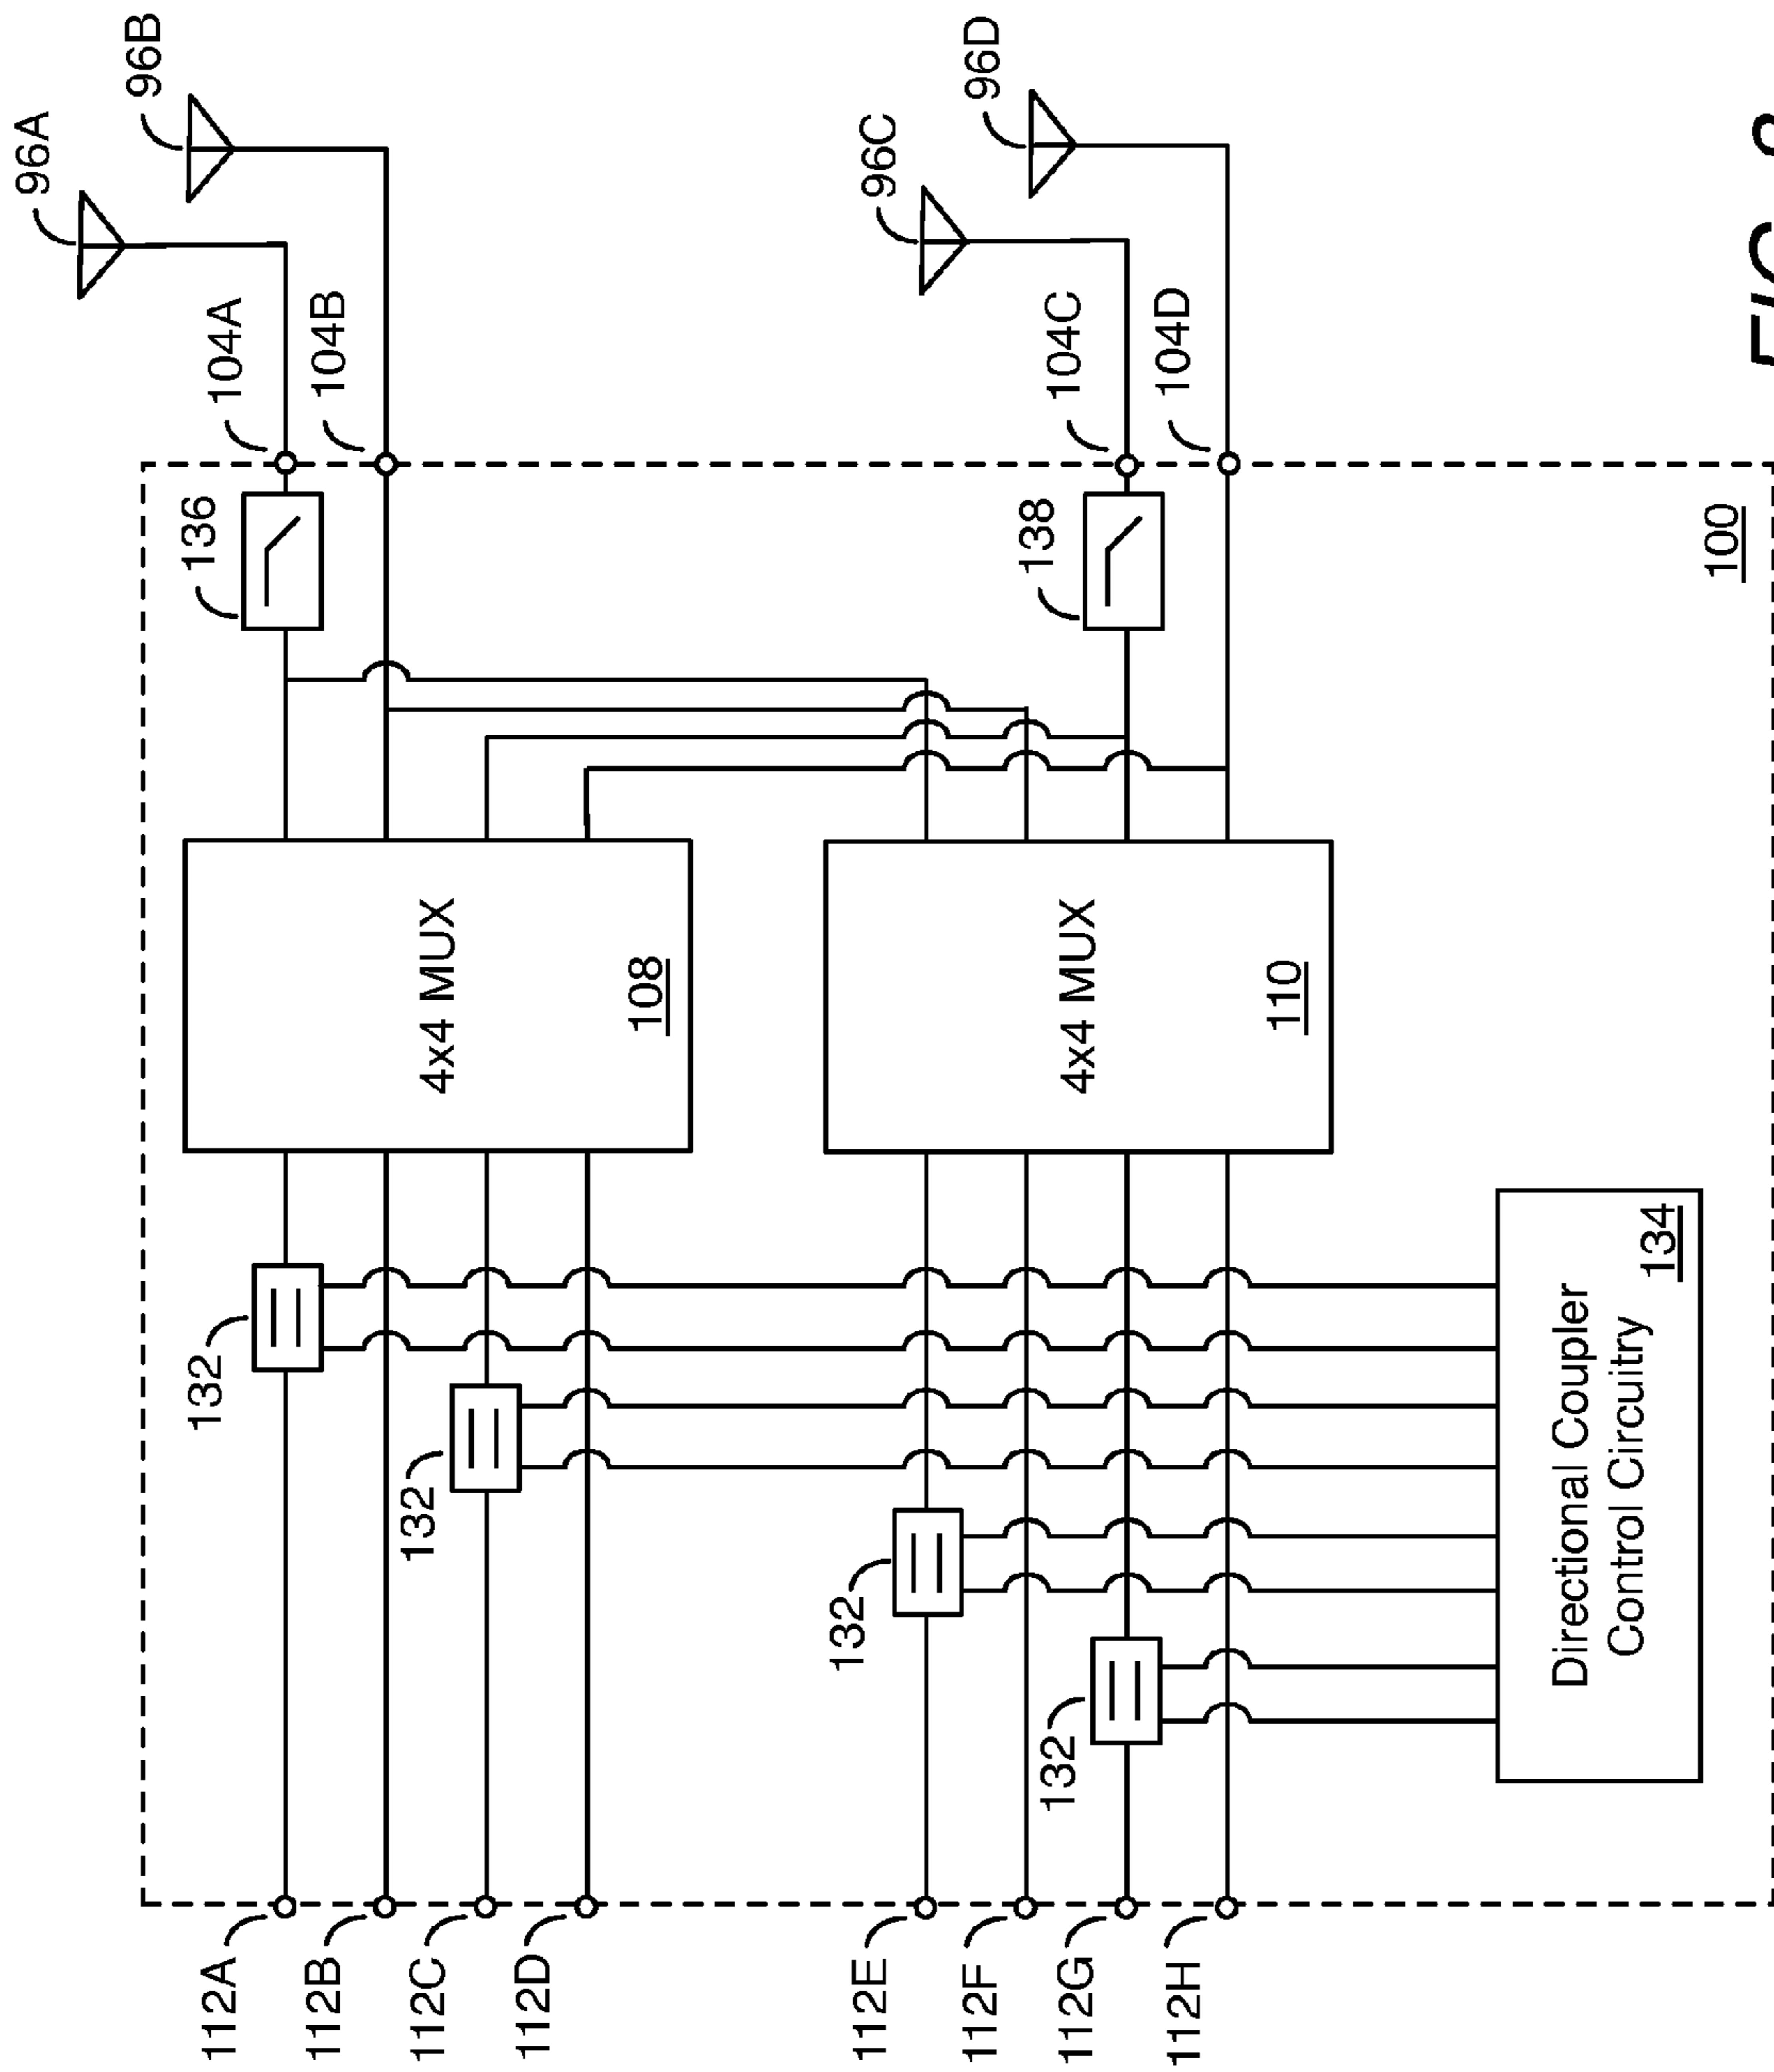 96A
96B
96C
96D
104A
104B
104C
104D
136
138
100
4x4 MUX
108
4x4 MUX
110
132
132
132
132
Directional Coupler
Control Circuitry
134
112A
112B
112C
112D
112E
112F
112G
112H
FIG.